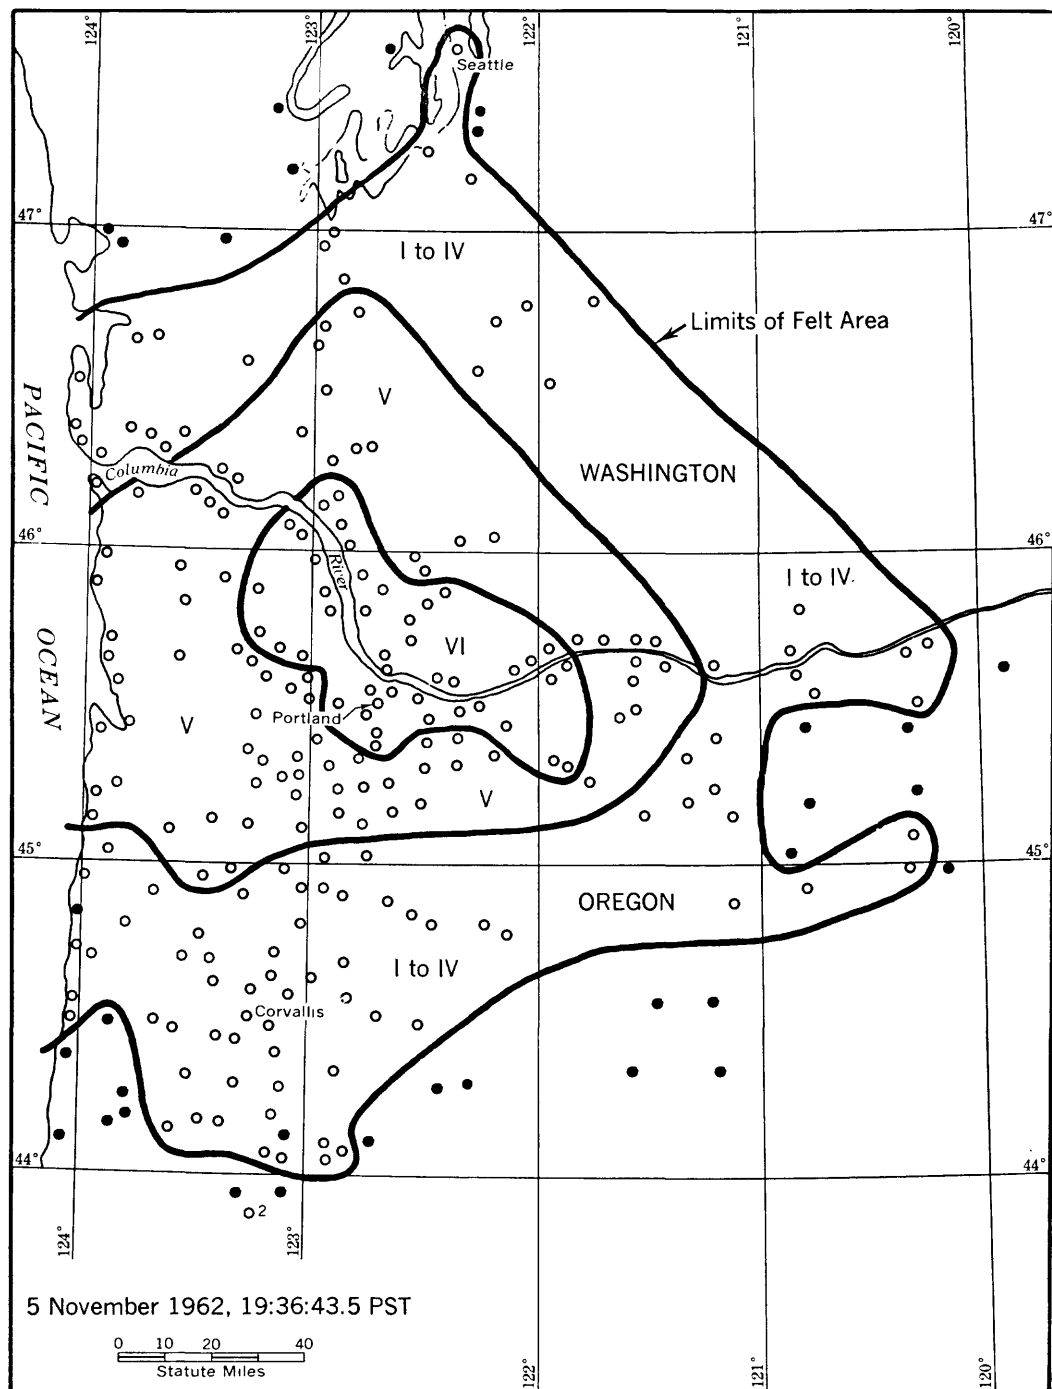 124°
123°
122°
121°
120°
Seattle
47°
47°
I to IV
Limits of Felt Area
V
PACIFIC
WASHINGTON
Columbia
46°
46°
River
I to IV.
OCEAN
VI
Portland
V
V
45°
45°
OREGON
I to IV
Corvallis
44°
44°
2
124°
123°
5 November 1962, 19:36:43.5 PST
0 10 20 40
Statute Miles
122°
121°
120°